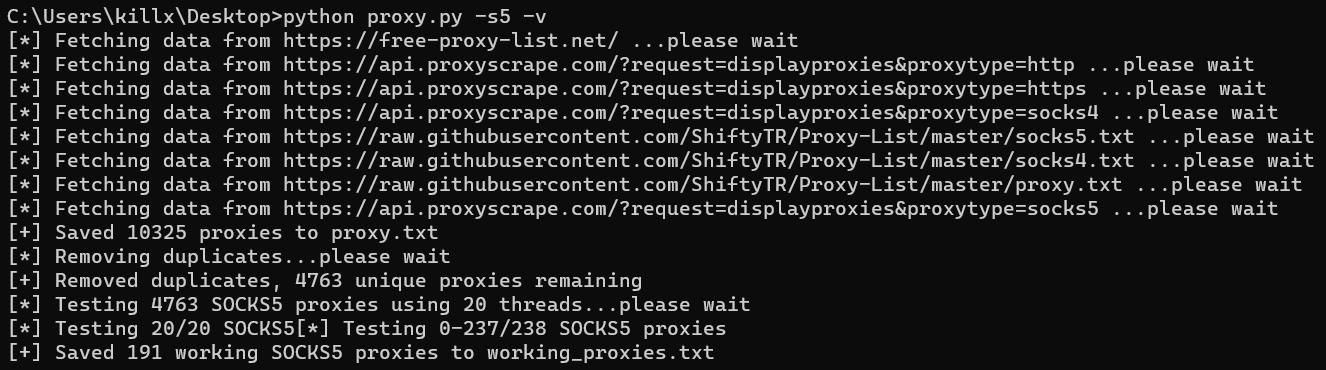 C:\Users\killx\Desktop>python proxy.py -s5 -v
[*] Fetching data from https://free-proxy-list.net/ ...please wait
[*] Fetching data from https://api.proxyscrape.com/?request=displayproxies&proxytype=http ...please wait
[*] Fetching data from https://api.proxyscrape.com/?request=displayproxies&proxytype=https ...please wait
[*] Fetching data from https://api.proxyscrape.com/?request=displayproxies&proxytype=socks4 ...please wait
[*] Fetching data from https://raw.githubusercontent.com/ShiftyTR/Proxy-List/master/socks5.txt ...please wait
[*] Fetching data from https://raw.githubusercontent.com/ShiftyTR/Proxy-List/master/socks4.txt ...please wait
[*] Fetching data from https://raw.githubusercontent.com/ShiftyTR/Proxy-List/master/proxy.txt ...please wait
[*] Fetching data from https://api.proxyscrape.com/?request=displayproxies&proxytype=socks5 ...please wait
[+] Saved 10325 proxies to proxy.txt
[*] Removing duplicates...please wait
[+] Removed duplicates, 4763 unique proxies remaining
[*] Testing 4763 SOCKS5 proxies using 20 threads...please wait
[*] Testing 20/20 SOCKS5[*] Testing 0-237/238 SOCKS5 proxies
[+] Saved 191 working SOCKS5 proxies to working_proxies.txt